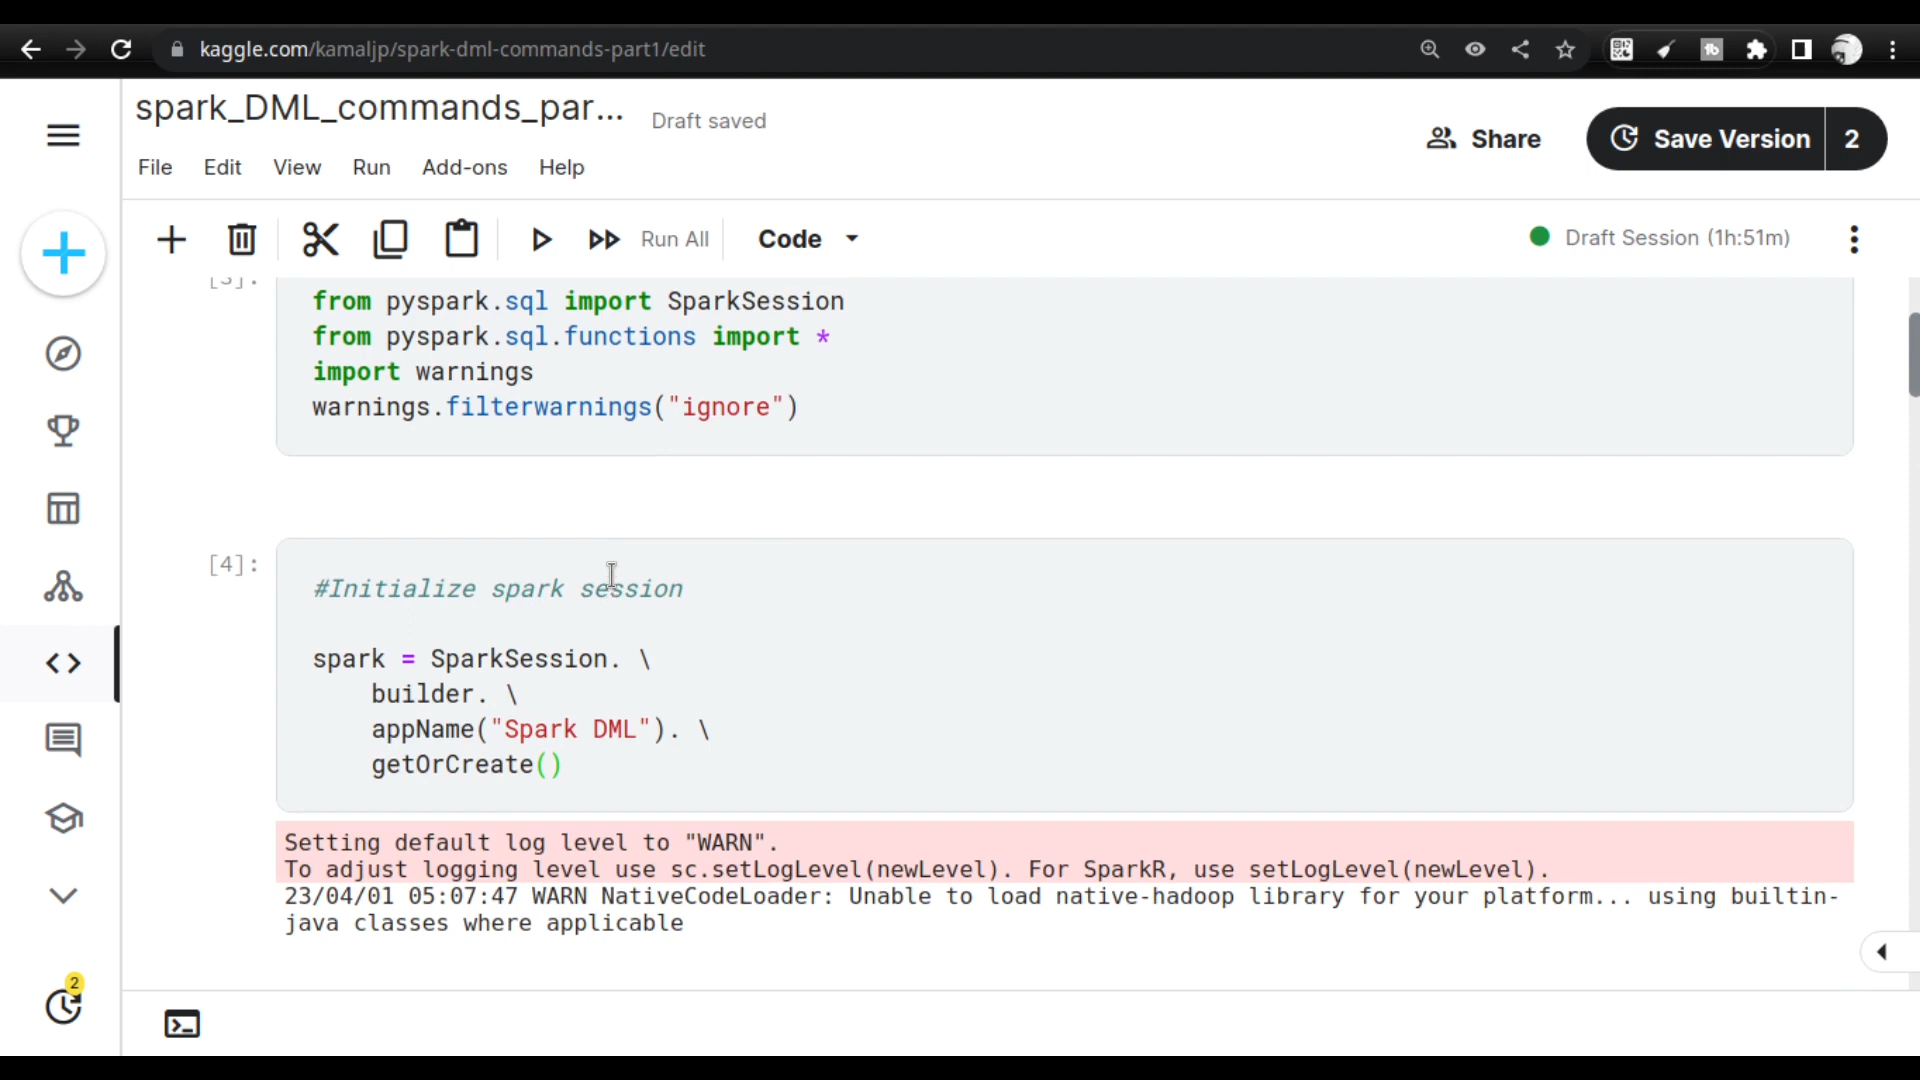 kaggle.com/kamaljp/spark-dml-commands-part1/edit
spark_DML_commands_par...
Draft saved
Share
Save Version
2
File Edit View Run Add-ons Help
Run All
Code
Draft Session (1h:51m)
[3]:
from pyspark.sql import SparkSession
from pyspark.sql.functions import *
import warnings
warnings.filterwarnings("ignore")
[4]:
#Initialize spark session
spark = SparkSession. \
builder. \
appName("Spark DML"). \
getOrCreate()
Setting default log level to "WARN".
To adjust logging level use sc.setLogLevel(newLevel). For SparkR, use setLogLevel(newLevel).
23/04/01 05:07:47 WARN NativeCodeLoader: Unable to load native-hadoop library for your platform... using builtin-
java classes where applicable
2